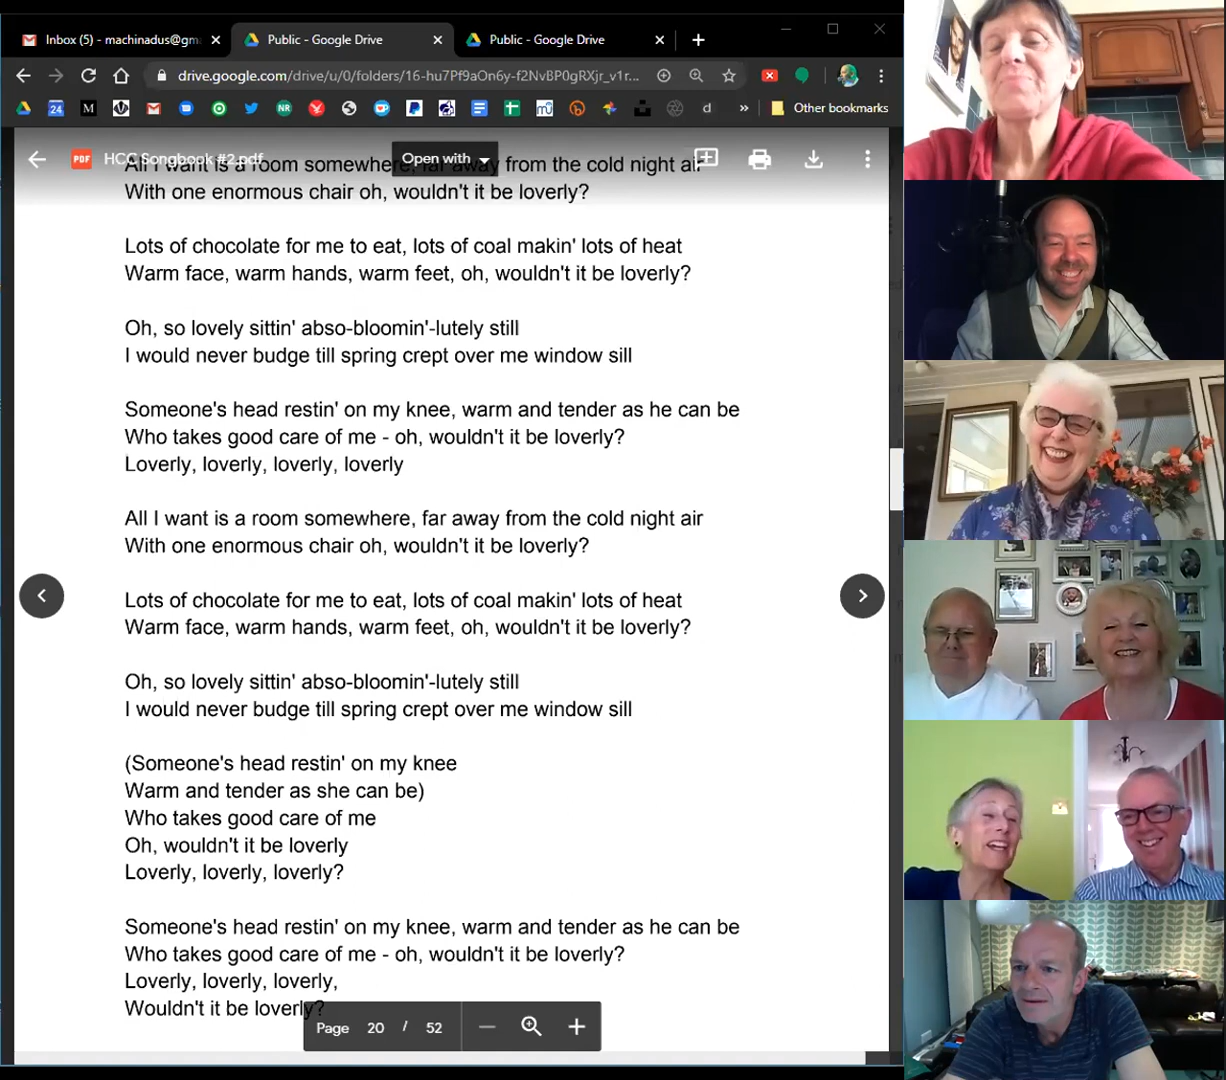 Inbox (5) - machinadus@gm
Public - Google Drive
Public - Google Drive
drive.google.com/drive/u/0/folders/16-hu7Pf9aOn6y-f2NvBP0gRXjr_v1r...
24 M NR d » Other bookmarks
PDF HCC Songbook #2.pdf Open with
All I want is a room somewhere, far away from the cold night air
With one enormous chair oh, wouldn't it be loverly?
Lots of chocolate for me to eat, lots of coal makin' lots of heat
Warm face, warm hands, warm feet, oh, wouldn't it be loverly?
Oh, so lovely sittin' abso-bloomin'-lutely still
I would never budge till spring crept over me window sill
Someone's head restin' on my knee, warm and tender as he can be
Who takes good care of me - oh, wouldn't it be loverly?
Loverly, loverly, loverly, loverly
All I want is a room somewhere, far away from the cold night air
With one enormous chair oh, wouldn't it be loverly?
Lots of chocolate for me to eat, lots of coal makin' lots of heat
Warm face, warm hands, warm feet, oh, wouldn't it be loverly?
Oh, so lovely sittin' abso-bloomin'-lutely still
I would never budge till spring crept over me window sill
(Someone's head restin' on my knee
Warm and tender as she can be)
Who takes good care of me
Oh, wouldn't it be loverly
Loverly, loverly, loverly?
Someone's head restin' on my knee, warm and tender as he can be
Who takes good care of me - oh, wouldn't it be loverly?
Loverly, loverly, loverly,
Wouldn't it be loverly?
Page 20 / 52